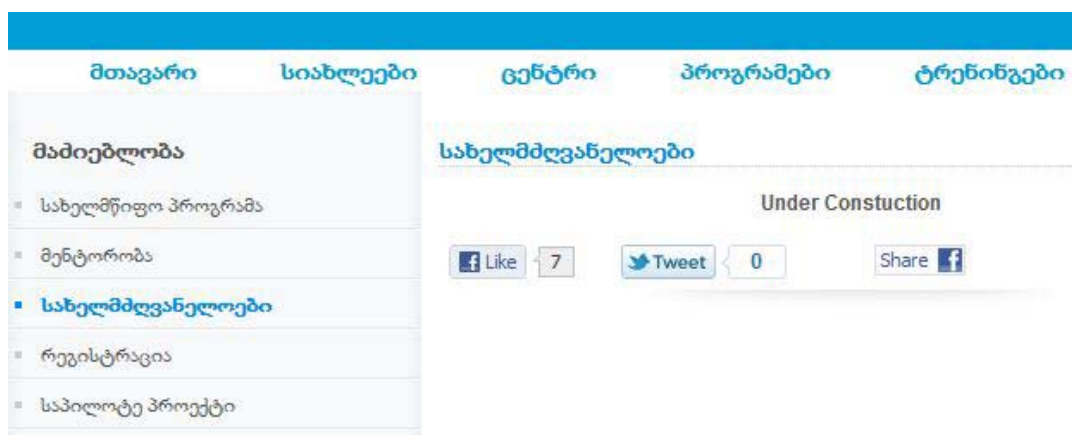 მთავარი სიახლეები ცენტრი პროგრამები ტრენინგები
მაძიებლობა
სახელმწიფო პროგრამა
მენტორობა
სახელმძღვანელოები
რეგისტრაცია
საპილოტე პროექტი
სახელმძღვანელოები
Under Constuction
Like 7 Tweet 0 Share